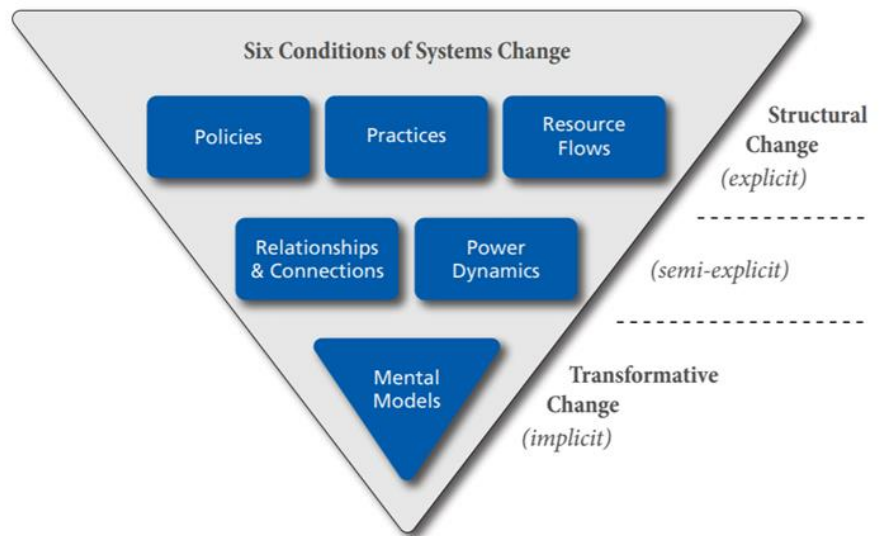 Six Conditions of Systems Change
Policies
Practices
Resource
Flows
Structural
Change
(explicit)
Relationships
& Connections
Power
Dynamics
(semi-explicit)
Mental
Models
Transformative
Change
(implicit)